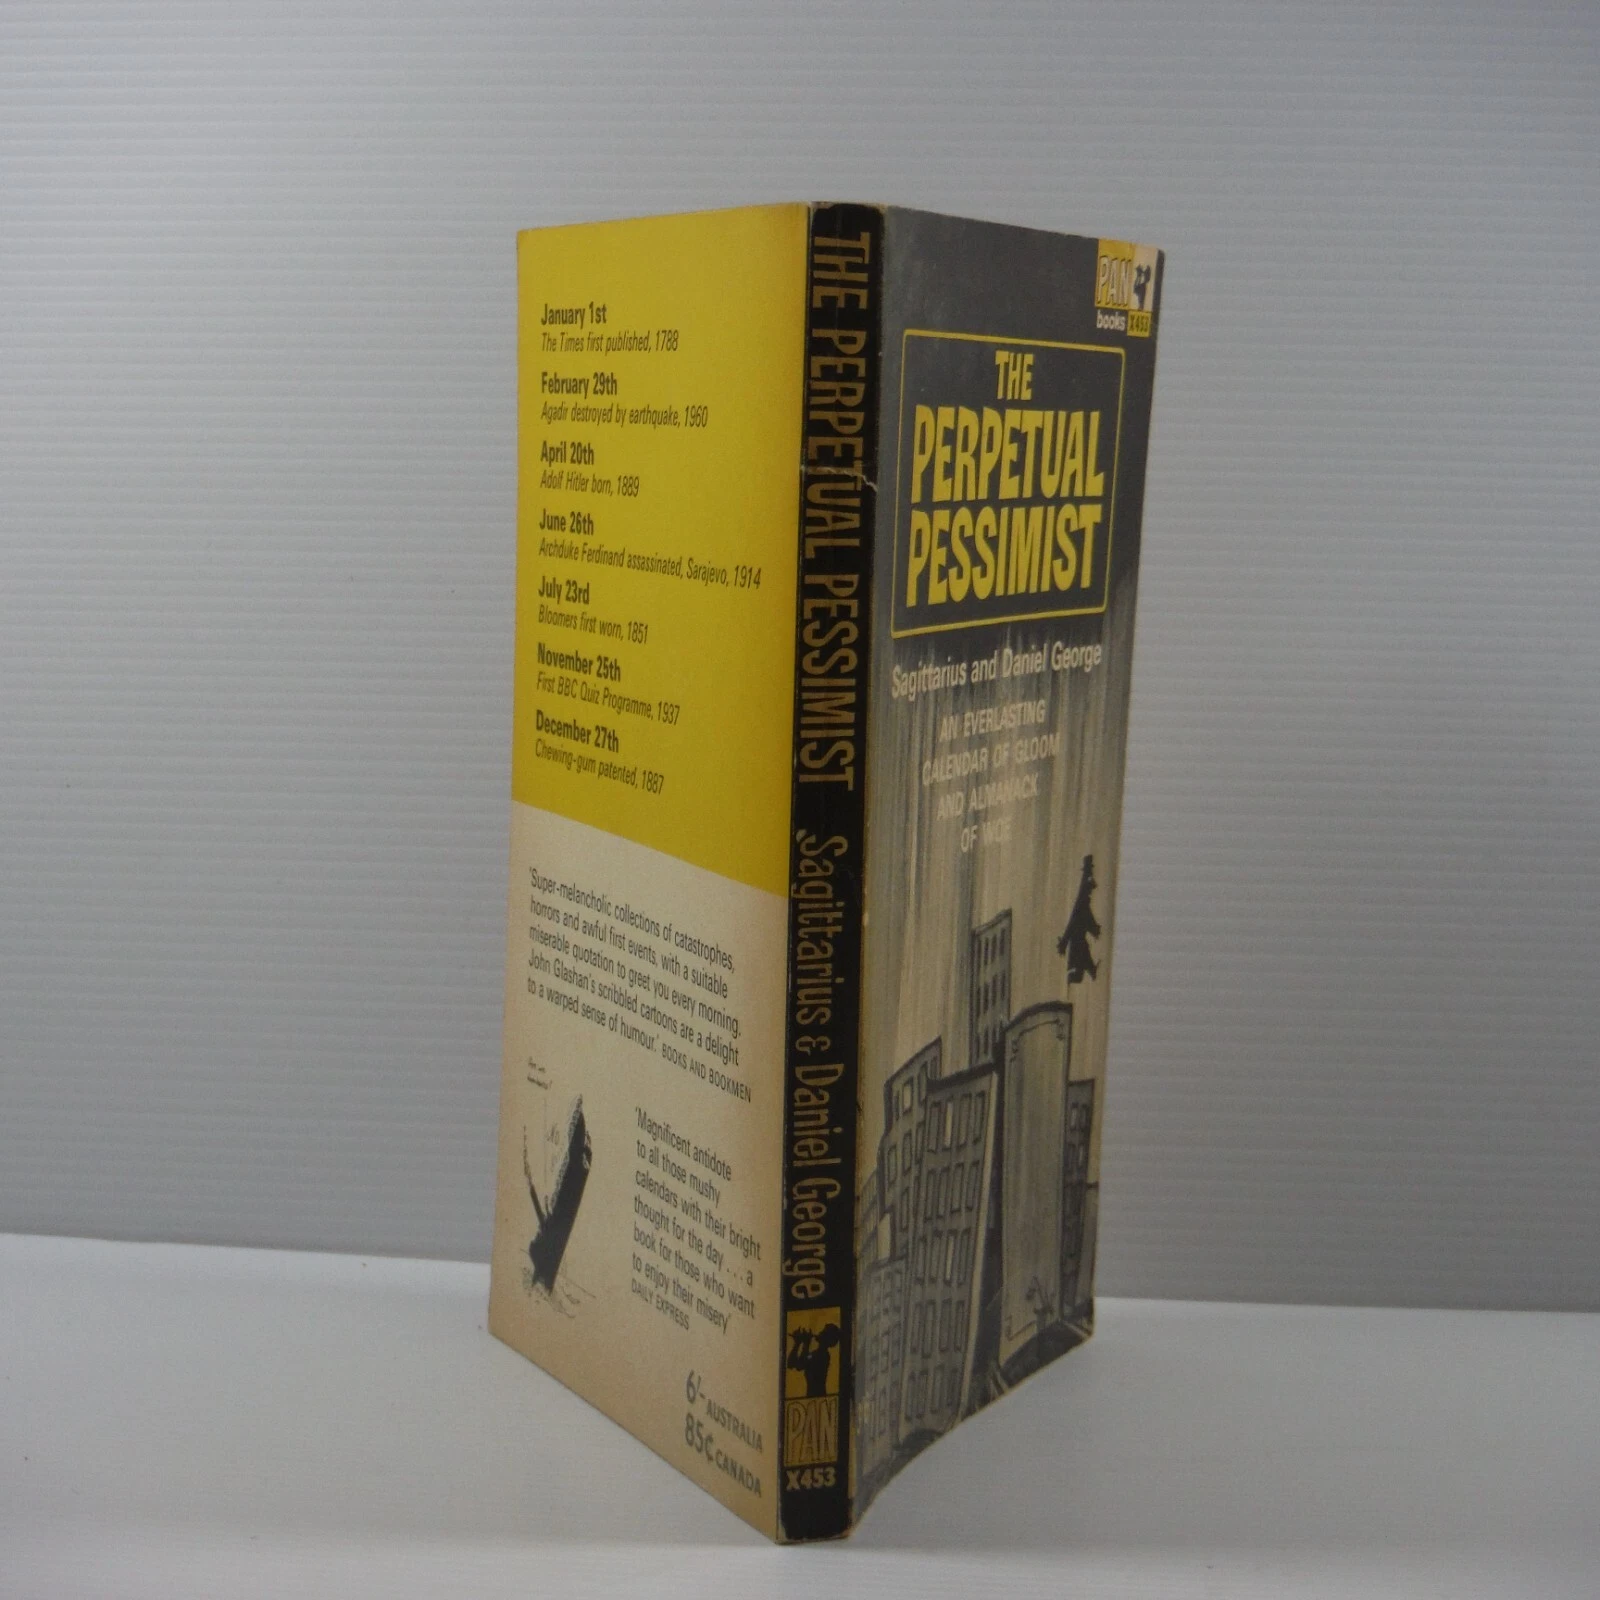 January 1st
The Times first published, 1788
February 29th
Agadir destroyed by earthquake, 1960
April 20th
Adolf Hitler born, 1889
June 26th
Archduke Ferdinand assassinated, Sarajevo, 1914
July 23rd
Bloomers first worn, 1851
November 25th
First BBC Quiz Programme, 1937
December 27th
Chewing-gum patented, 1887
'Super-melancholic collections of catastrophes,
horrors and awful first events, with a suitable
miserable quotation to greet you every morning.
John Glashan's scribbled cartoons are a delight
to a warped sense of humour.' BOOKS AND BOOKMEN
'Magnificent antidote
to all those mushy
calendars with their bright
thought for the day . . . a
book for those who want
to enjoy their misery'
DAILY EXPRESS
6/- AUSTRALIA
85¢ CANADA
THE PERPETUAL PESSIMIST Sagittarius & Daniel George
PAN
X453
PAN
books X453
THE
PERPETUAL
PESSIMIST
Sagittarius and Daniel George
AN EVERLASTING
CALENDAR OF GLOOM
AND ALMANACK
OF WOE